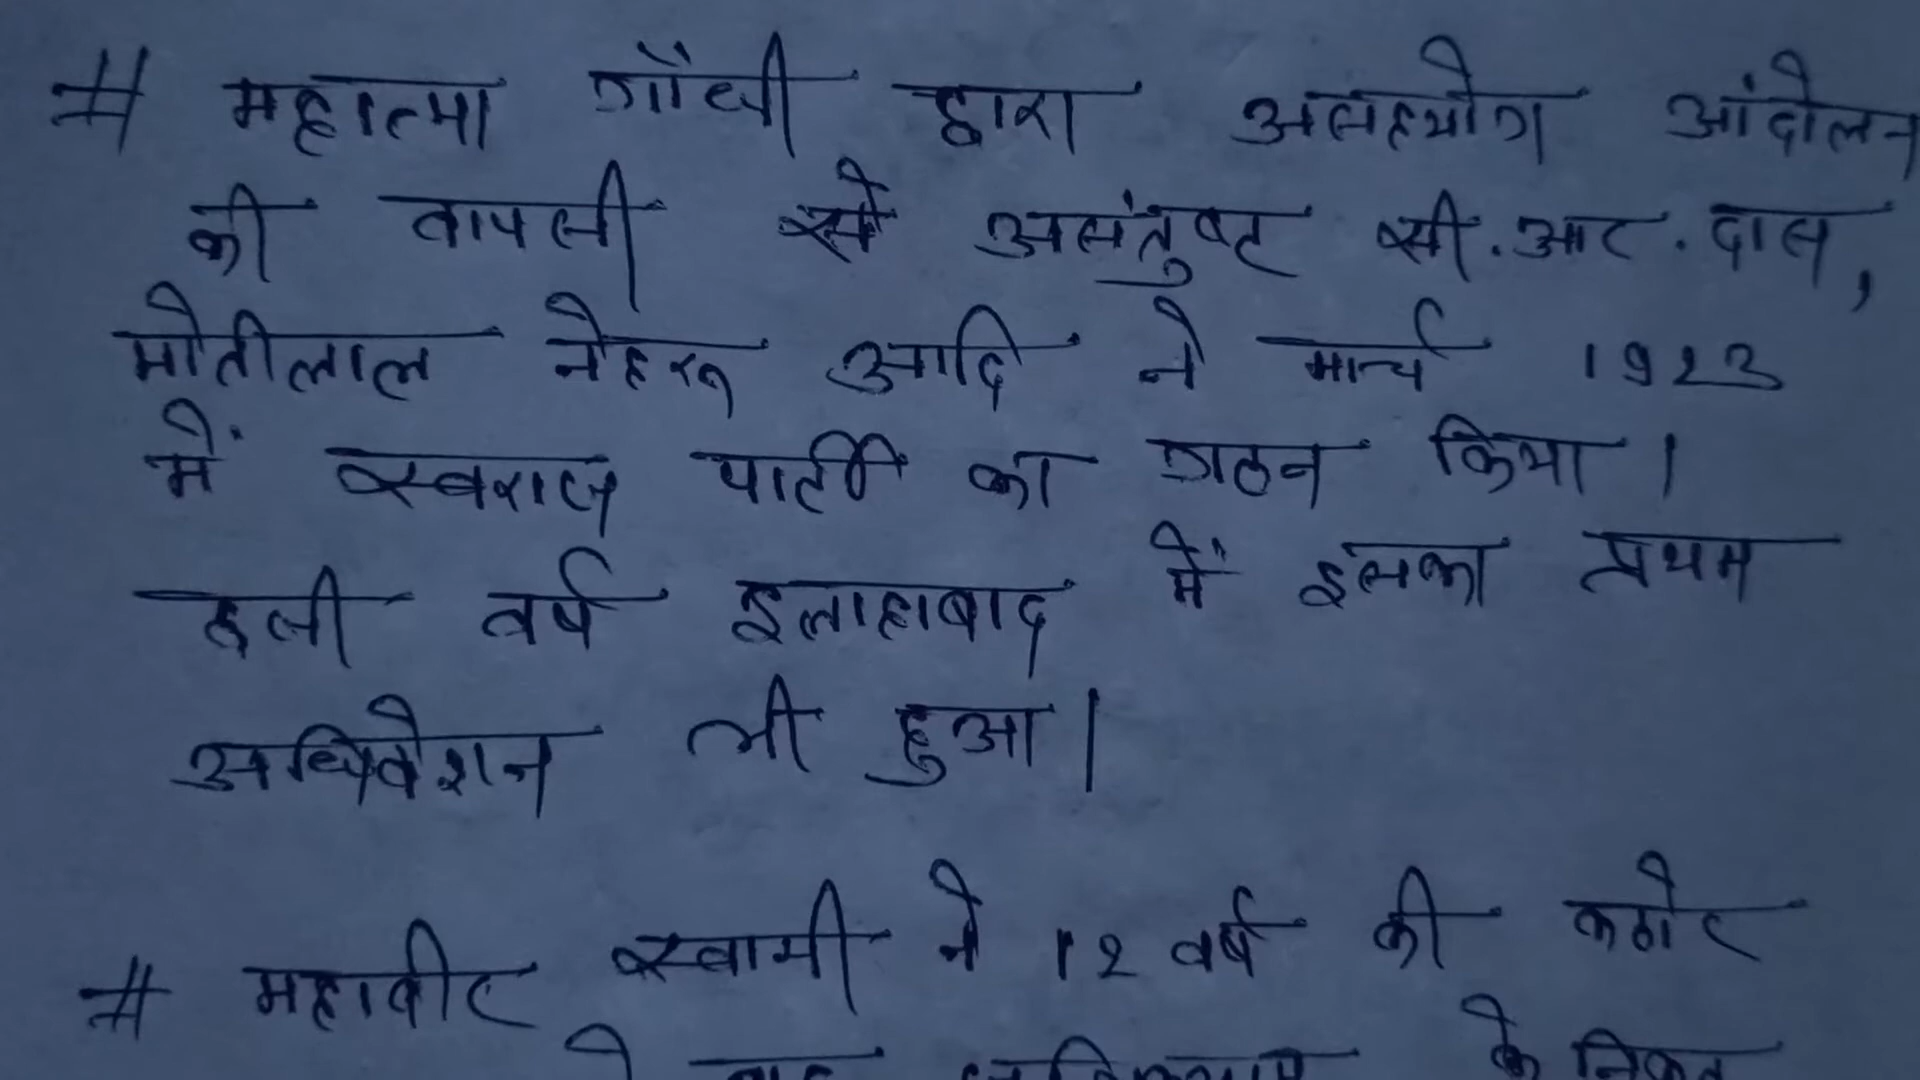 # महात्मा गाँधी द्वारा असहयोग आंदोलन
की वापसी से असंतुष्ट सी.आर.दास,
मोतीलाल नेहरू आदि ने मार्च 1923
में स्वराज पार्टी का गठन किया।
इसी वर्ष इलाहाबाद में इसका प्रथम
अधिवेशन भी हुआ।
# महावीर स्वामी ने 12 वर्ष की कठोर
के निकट